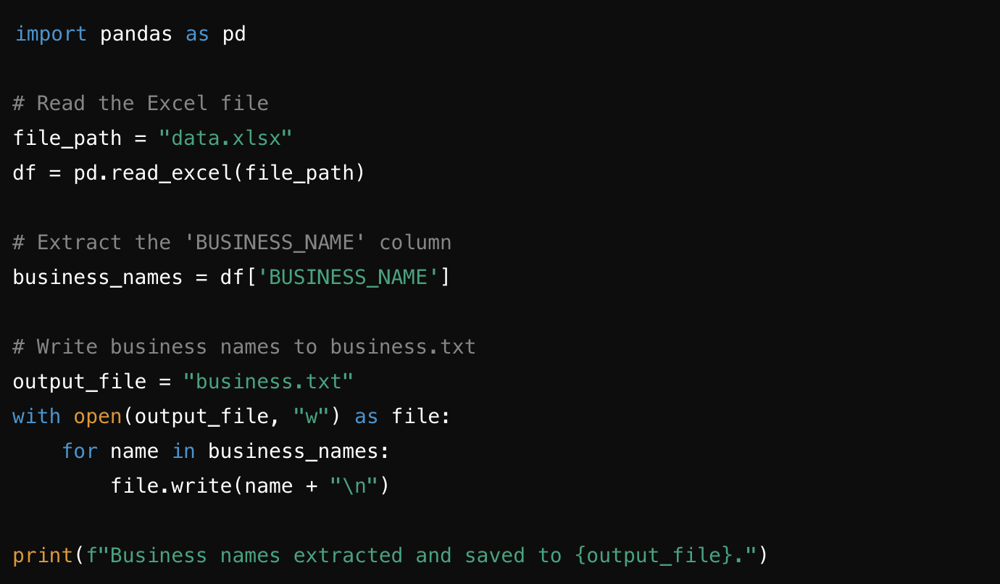 import pandas as pd
# Read the Excel file
file_path = "data.xlsx"
df = pd.read_excel(file_path)
# Extract the 'BUSINESS_NAME' column
business_names = df['BUSINESS_NAME']
# Write business names to business.txt
output_file = "business.txt"
with open(output_file, "w") as file:
    for name in business_names:
        file.write(name + "\n")
print(f"Business names extracted and saved to {output_file}.")